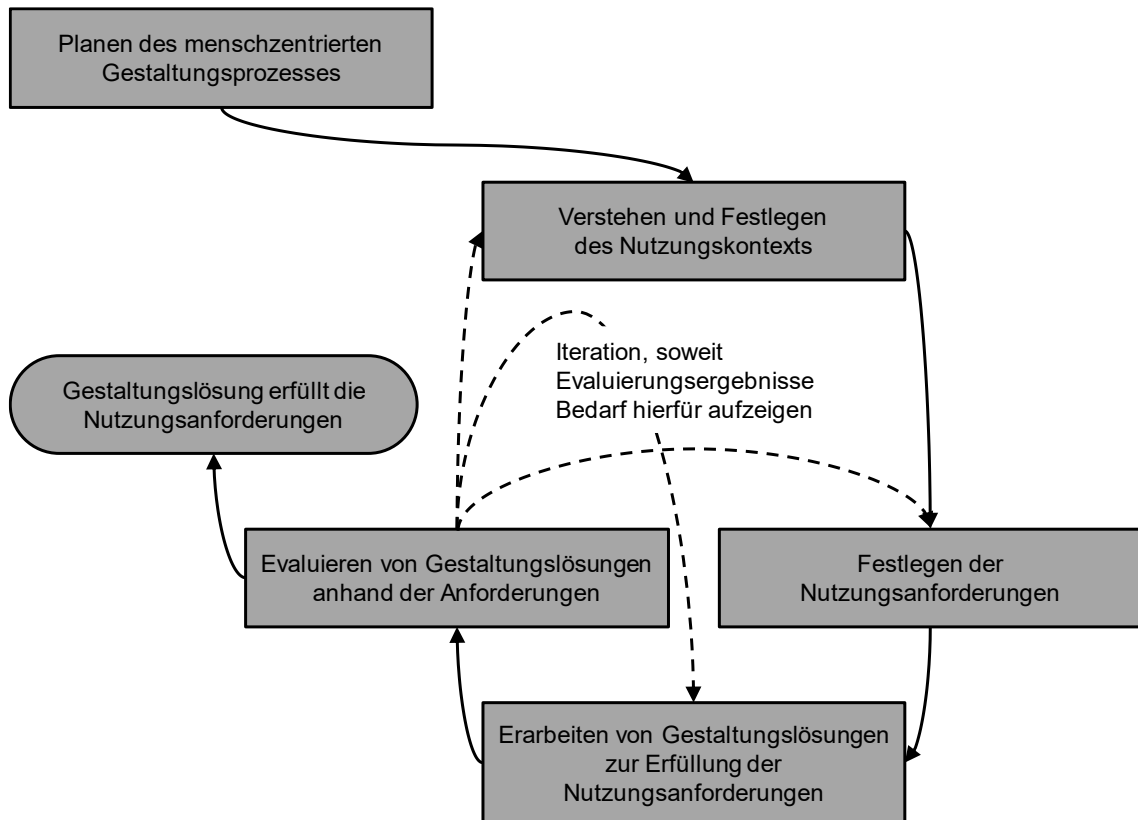 Planen des menschzentrierten
Gestaltungsprozesses
Verstehen und Festlegen
des Nutzungskontexts
Iteration, soweit
Evaluierungsergebnisse
Bedarf hierfür aufzeigen
Gestaltungslösung erfüllt die
Nutzungsanforderungen
Evaluieren von Gestaltungslösungen
anhand der Anforderungen
Festlegen der
Nutzungsanforderungen
Erarbeiten von Gestaltungslösungen
zur Erfüllung der
Nutzungsanforderungen